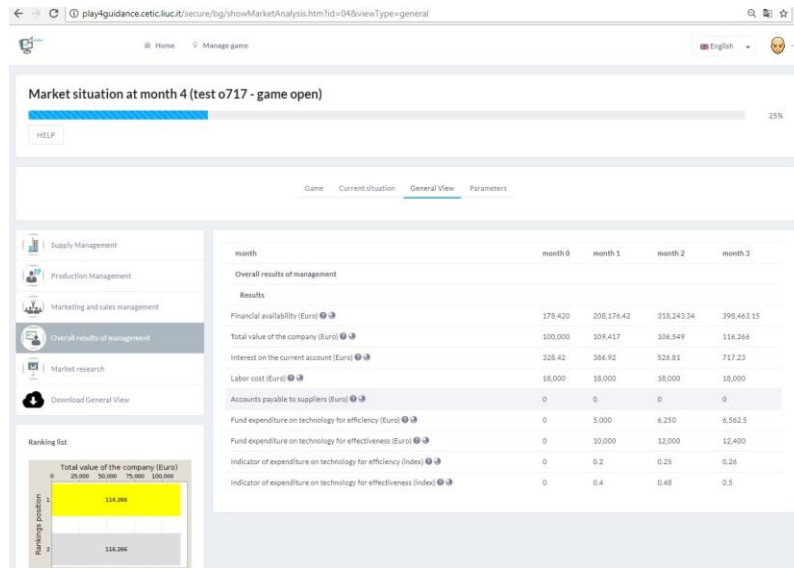 play4guidance.cetic.liuc.it/secure/bg/showMarketAnalysis.htm?id=04&viewType=general
Home Manage game English
Market situation at month 4 (test o717 - game open)
25%
HELP
Game Current situation General View Parameters
Supply Management
Production Management
Marketing and sales management
Overall results of management
Market research
Download General View
Ranking list
Total value of the company (Euro)
0 25,000 50,000 75,000 100,000
Rankings position
1 116,266
2 116,266
month month 0 month 1 month 2 month 3
Overall results of management
Results
Financial availability (Euro) 178,420 208,176.42 318,243.34 398,463.15
Total value of the company (Euro) 100,000 109,417 106,549 116,266
Interest on the current account (Euro) 328.42 386.92 526.81 717.23
Labor cost (Euro) 18,000 18,000 18,000 18,000
Accounts payable to suppliers (Euro) 0 0 0 0
Fund expenditure on technology for efficiency (Euro) 0 5,000 6,250 6,562.5
Fund expenditure on technology for effectiveness (Euro) 0 10,000 12,000 12,400
Indicator of expenditure on technology for efficiency (index) 0 0.2 0.25 0.26
Indicator of expenditure on technology for effectiveness (index) 0 0.4 0.48 0.5